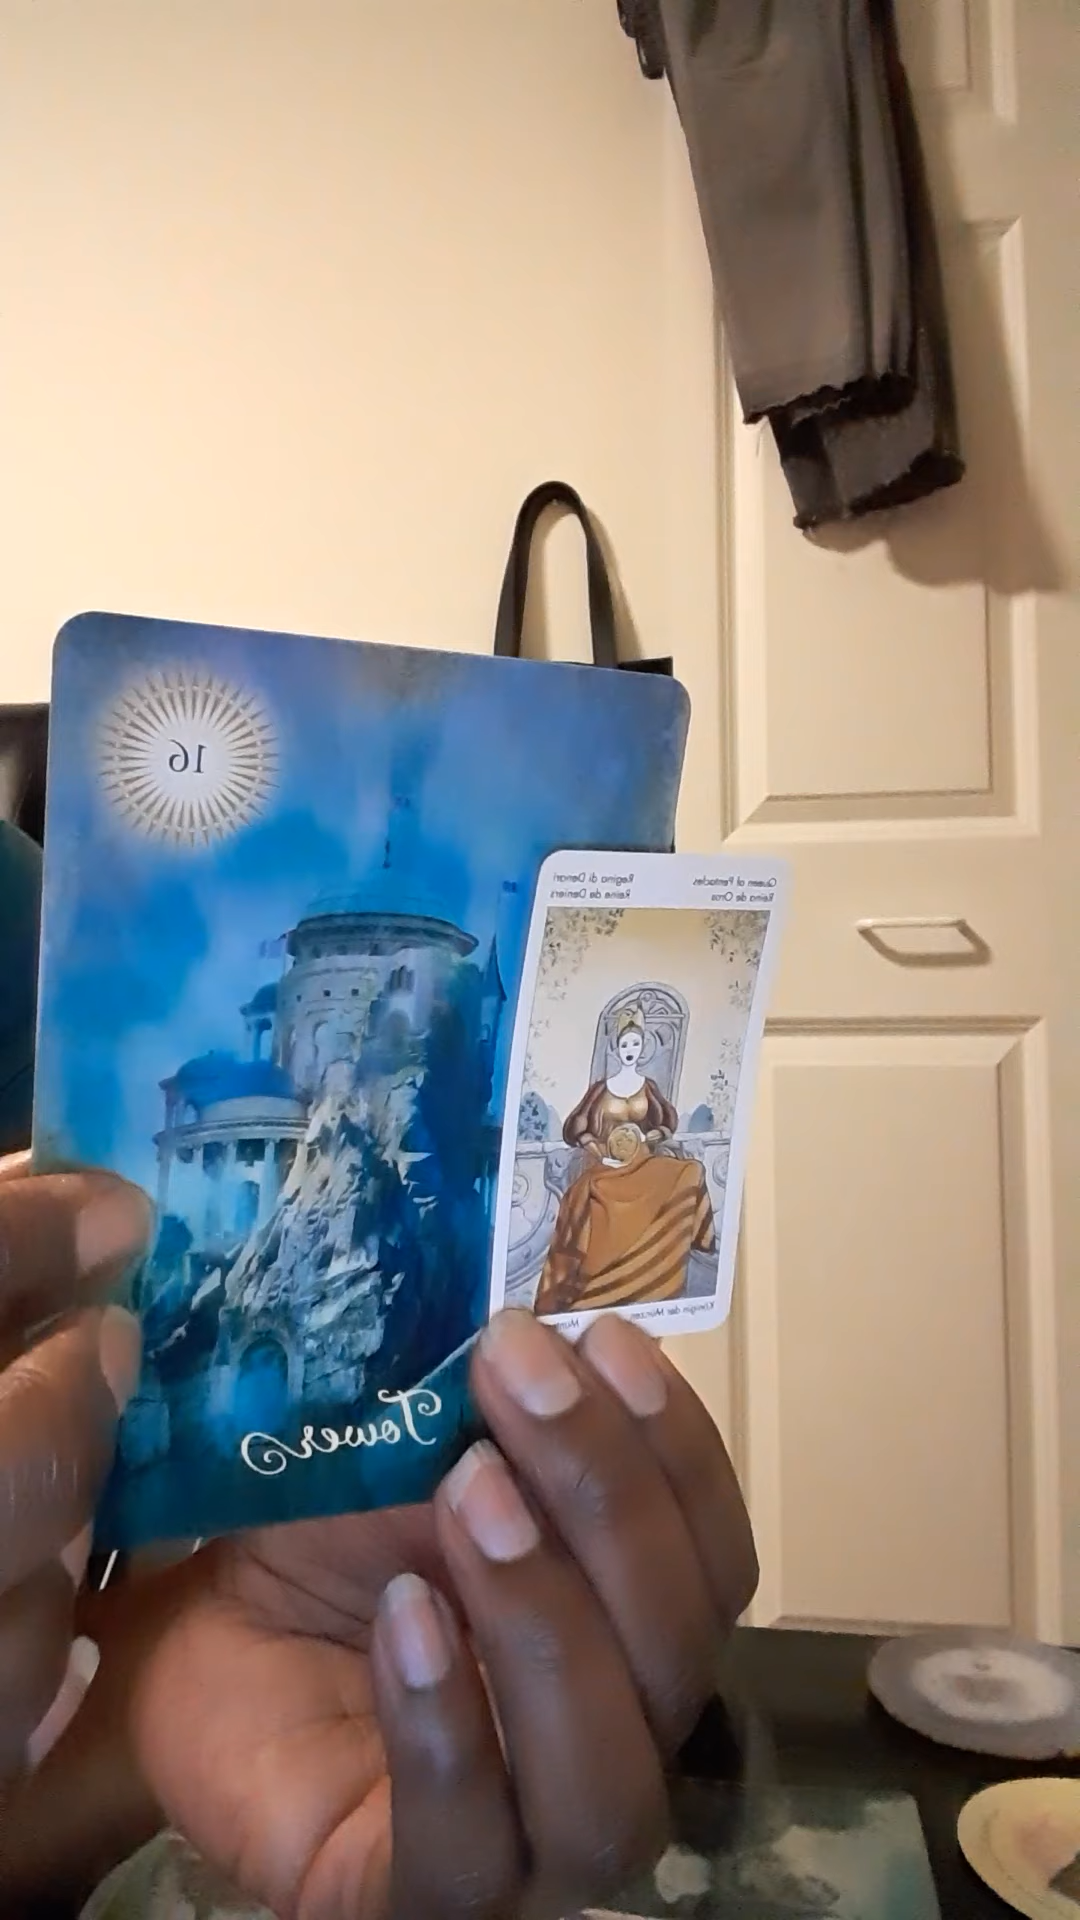 16
Queen of Pentacles Regina di Denari
Reina de Oros Reine de Deniers
Königin der Münzen
Tower